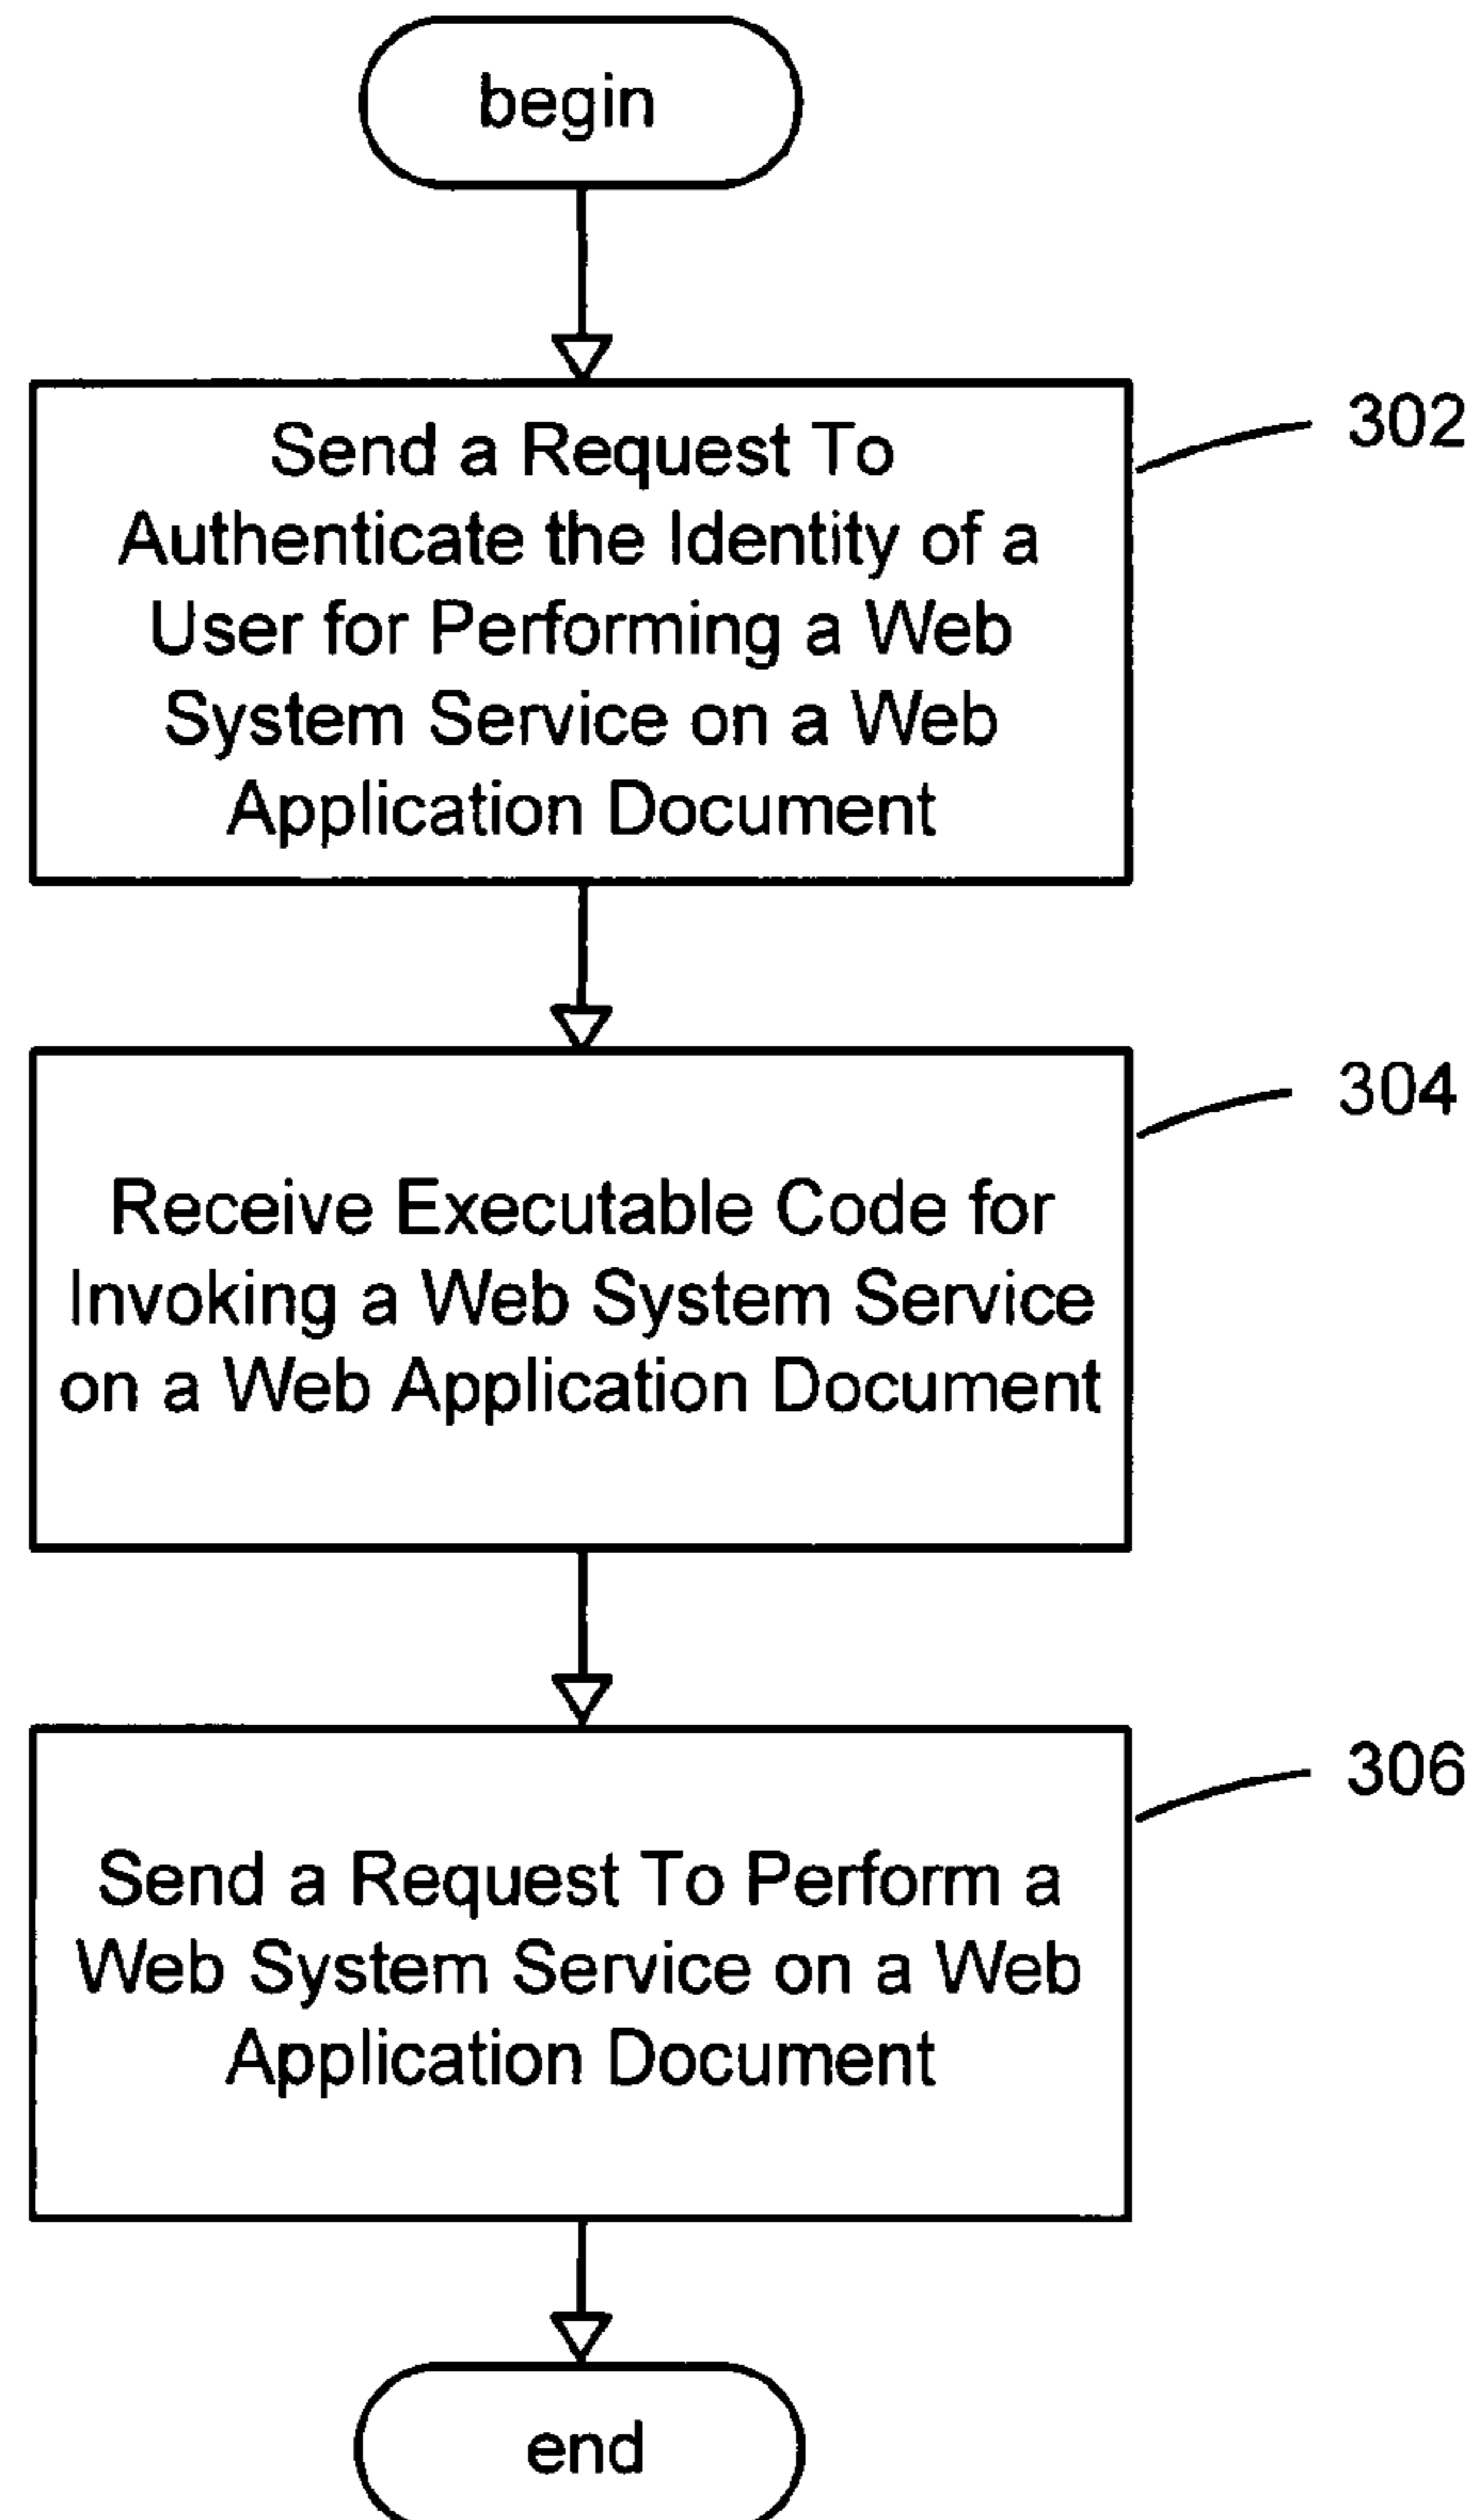 begin
Send a Request To
Authenticate the Identity of a
User for Performing a Web
System Service on a Web
Application Document
302
Receive Executable Code for
Invoking a Web System Service
on a Web Application Document
304
Send a Request To Perform a
Web System Service on a Web
Application Document
306
end